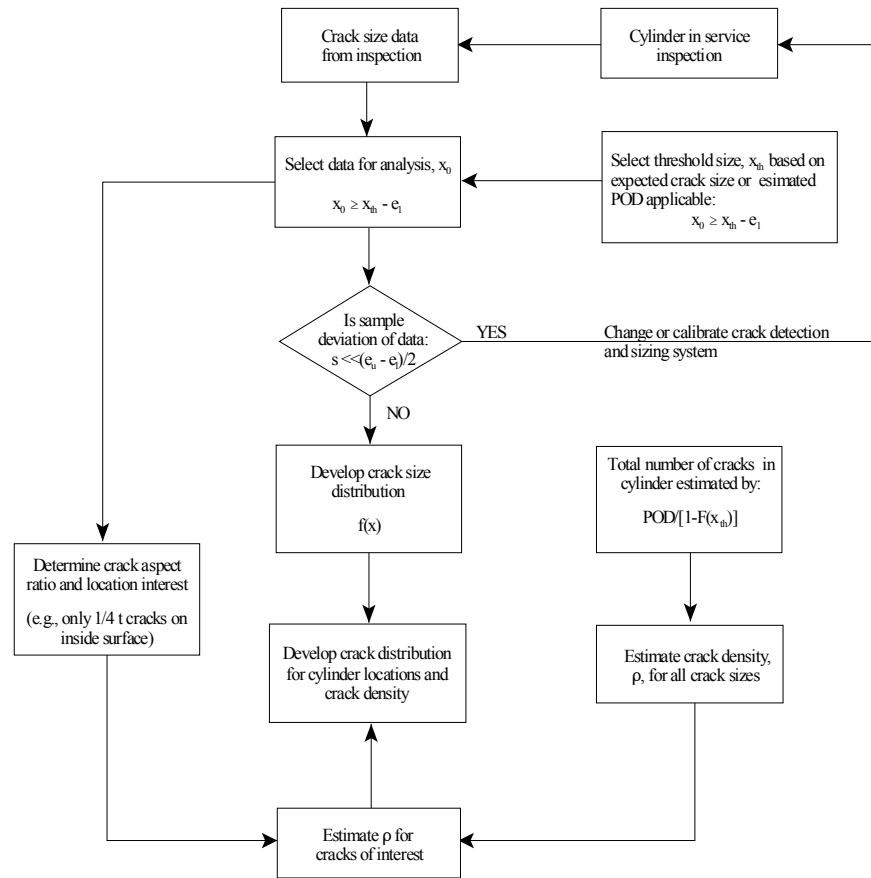 Crack size data
from inspection
Cylinder in service
inspection
Select data for analysis, x₀
x₀ ≥ xₜₕ - e₁
Select threshold size, xₜₕ based on
expected crack size or esimated
POD applicable:
x₀ ≥ xₜₕ - e₁
Is sample
deviation of data:
s <<(eᵤ - e₁)/2
YES
Change or calibrate crack detection
and sizing system
NO
Develop crack size
distribution
f(x)
Total number of cracks in
cylinder estimated by:
POD/[1-F(xₜₕ)]
Determine crack aspect
ratio and location interest
(e.g., only 1/4 t cracks on
inside surface)
Develop crack distribution
for cylinder locations and
crack density
Estimate crack density,
ρ, for all crack sizes
Estimate ρ for
cracks of interest